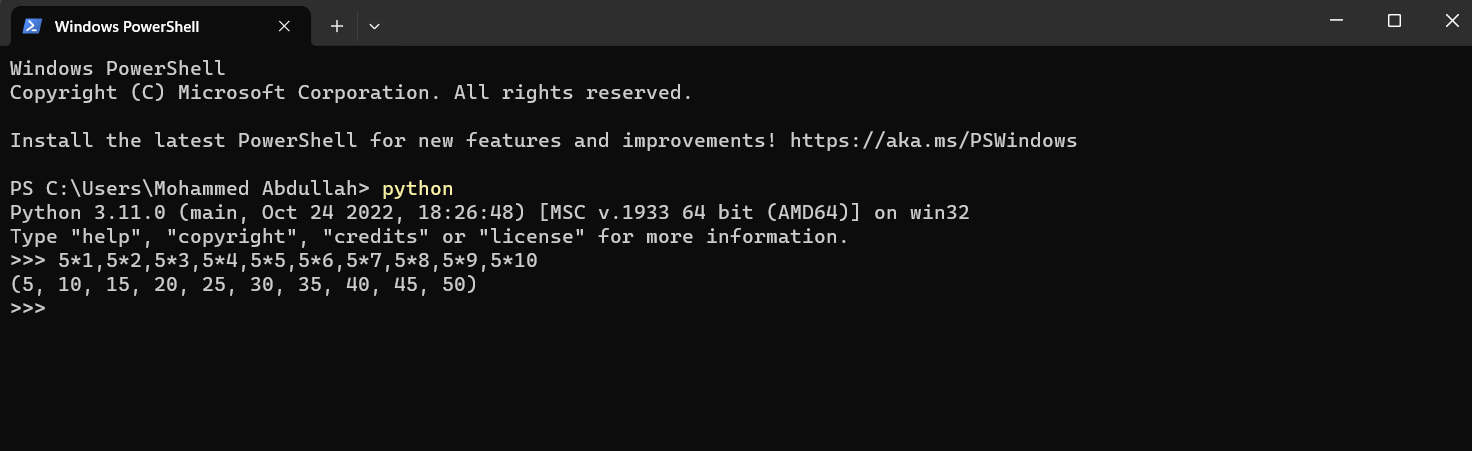 Windows PowerShell
Windows PowerShell
Copyright (C) Microsoft Corporation. All rights reserved.
Install the latest PowerShell for new features and improvements! https://aka.ms/PSWindows
PS C:\Users\Mohammed Abdullah> python
Python 3.11.0 (main, Oct 24 2022, 18:26:48) [MSC v.1933 64 bit (AMD64)] on win32
Type "help", "copyright", "credits" or "license" for more information.
>>> 5*1,5*2,5*3,5*4,5*5,5*6,5*7,5*8,5*9,5*10
(5, 10, 15, 20, 25, 30, 35, 40, 45, 50)
>>>